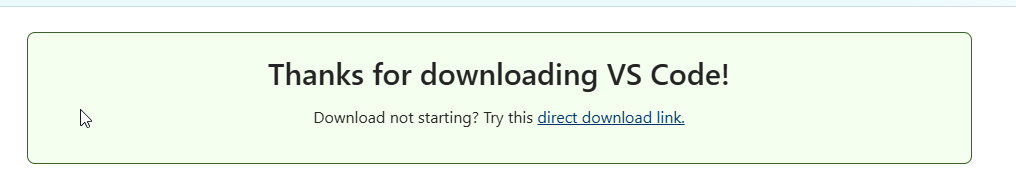 Thanks for downloading VS Code!
Download not starting? Try this direct download link.